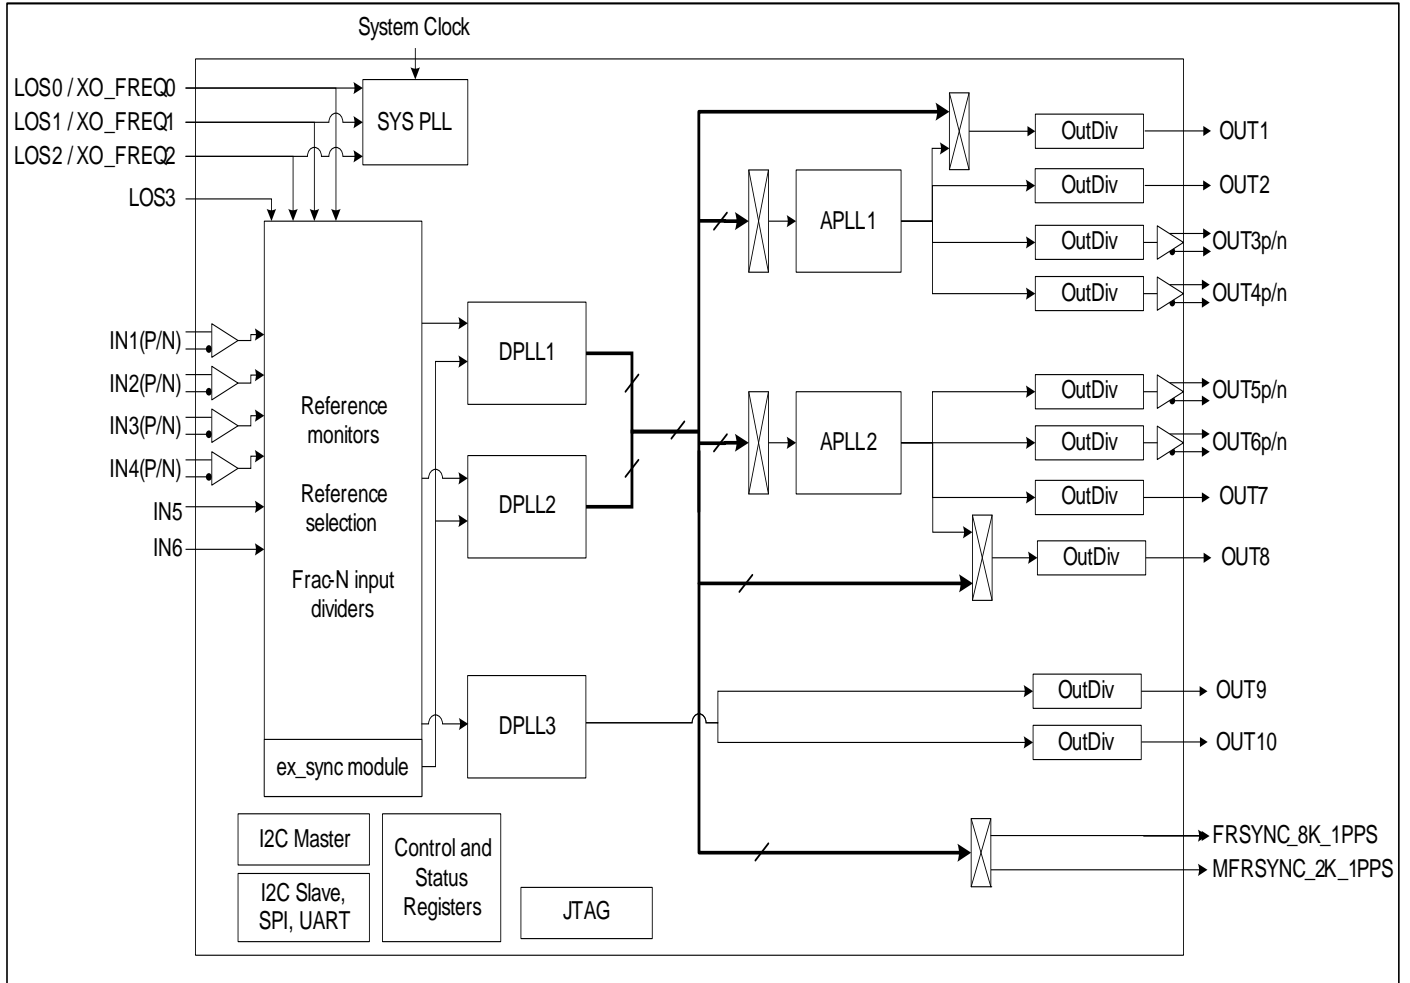 System Clock
LOS0 / XO_FREQ0
LOS1 / XO_FREQ1
LOS2 / XO_FREQ2
LOS3
SYS PLL
OutDiv
OUT1
OutDiv
OUT2
APLL1
OutDiv
OUT3p/n
OutDiv
OUT4p/n
IN1(P/N)
IN2(P/N)
IN3(P/N)
IN4(P/N)
IN5
IN6
Reference
monitors
Reference
selection
Frac-N input
dividers
ex_sync module
DPLL1
DPLL2
DPLL3
APLL2
OutDiv
OUT5p/n
OutDiv
OUT6p/n
OutDiv
OUT7
OutDiv
OUT8
OutDiv
OUT9
OutDiv
OUT10
FRSYNC_8K_1PPS
MFRSYNC_2K_1PPS
I2C Master
I2C Slave,
SPI, UART
Control and
Status
Registers
JTAG